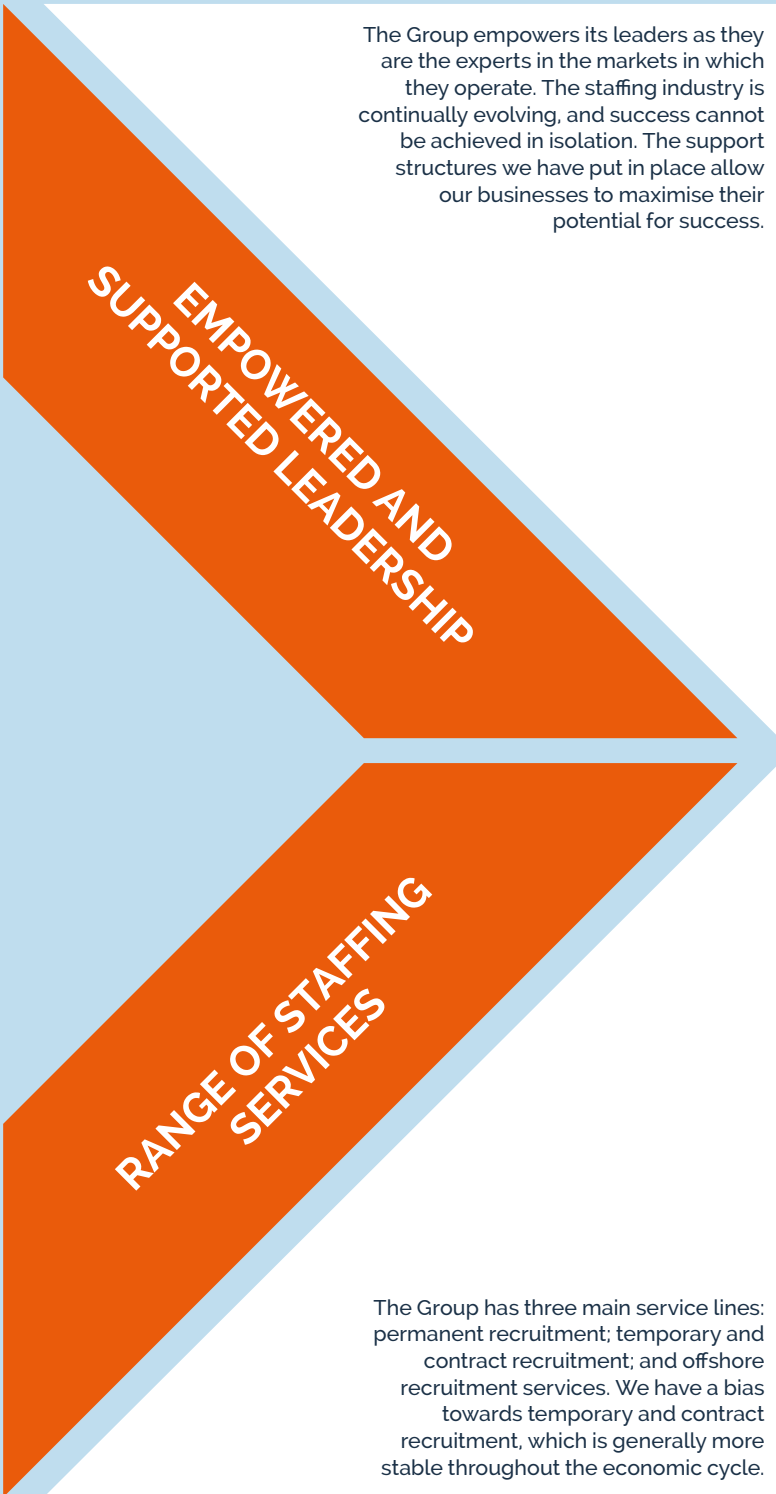 The Group empowers its leaders as they
are the experts in the markets in which
they operate. The staffing industry is
continually evolving, and success cannot
be achieved in isolation. The support
structures we have put in place allow
our businesses to maximise their
potential for success.
EMPOWERED AND
SUPPORTED LEADERSHIP
RANGE OF STAFFING
SERVICES
The Group has three main service lines:
permanent recruitment; temporary and
contract recruitment; and offshore
recruitment services. We have a bias
towards temporary and contract
recruitment, which is generally more
stable throughout the economic cycle.